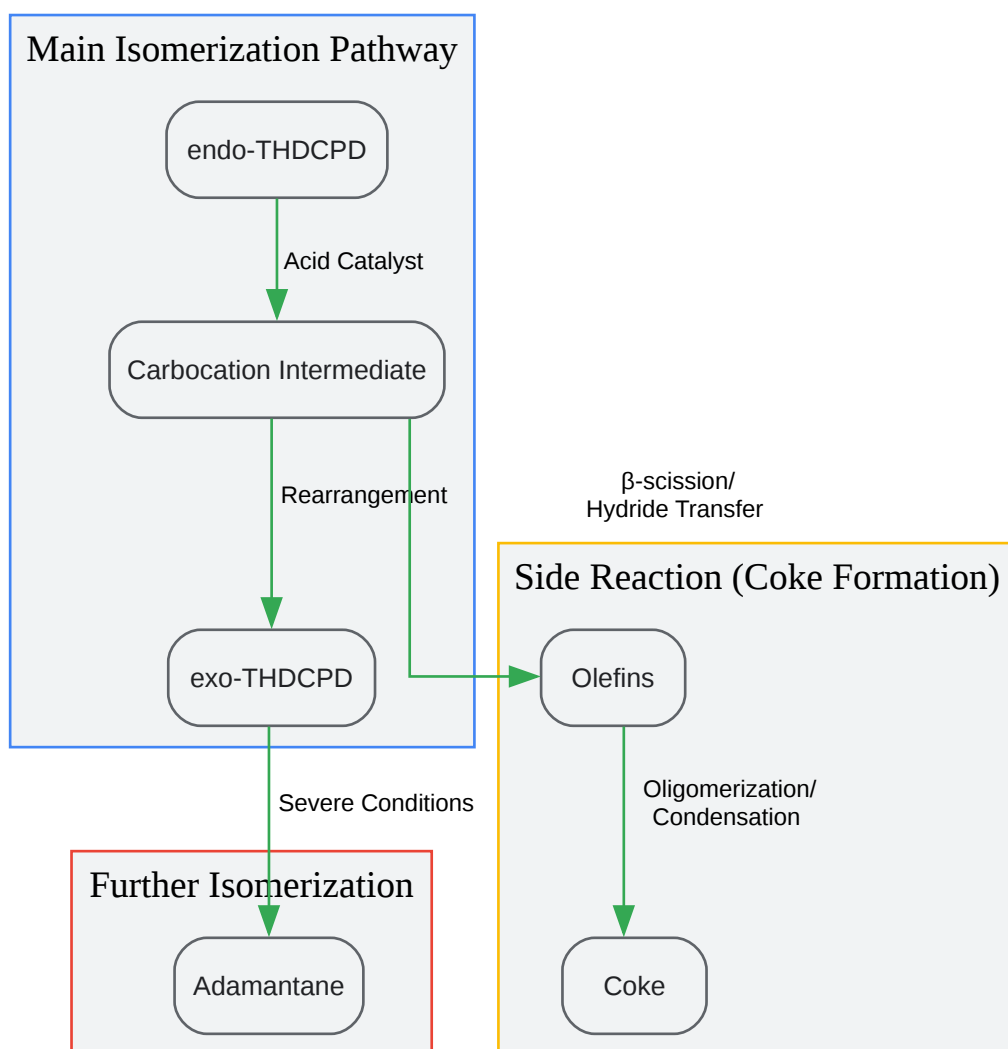 Main Isomerization Pathway
endo-THDCPD
Acid Catalyst
Carbocation Intermediate
Rearrangement
β-scission/
Hydride Transfer
exo-THDCPD
Side Reaction (Coke Formation)
Olefins
Severe Conditions
Oligomerization/
Condensation
Further Isomerization
Adamantane
Coke